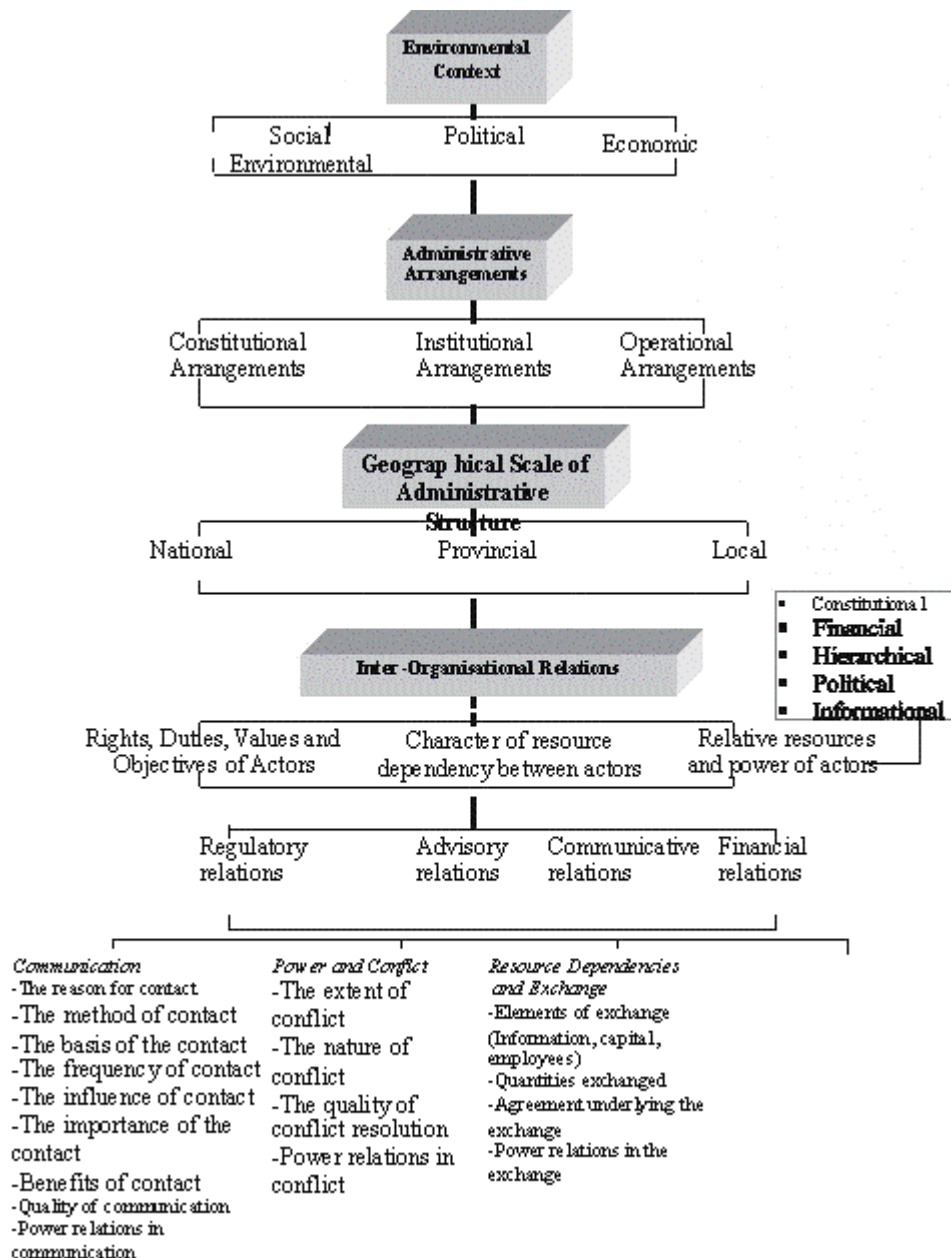 Environmental
Context
Social
Environmental
Political
Economic
Administrative
Arrangements
Constitutional
Arrangements
Institutional
Arrangements
Operational
Arrangements
Geographical Scale of
Administrative
Structure
National
Provincial
Local
▪ Constitutional
▪ Financial
▪ Hierarchical
▪ Political
▪ Informational
Inter-Organisational Relations
Rights, Duties, Values and
Objectives of Actors
Character of resource
dependency between actors
Relative resources
and power of actors
Regulatory
relations
Advisory
relations
Communicative
relations
Financial
relations
Communication
-The reason for contact
-The method of contact
-The basis of the contact
-The frequency of contact
-The influence of contact
-The importance of the
contact
-Benefits of contact
-Quality of communication
-Power relations in
communication
Power and Conflict
-The extent of
conflict
-The nature of
conflict
-The quality of
conflict resolution
-Power relations in
conflict
Resource Dependencies
and Exchange
-Elements of exchange
(Information, capital,
employees)
-Quantities exchanged
-Agreement underlying the
exchange
-Power relations in the
exchange